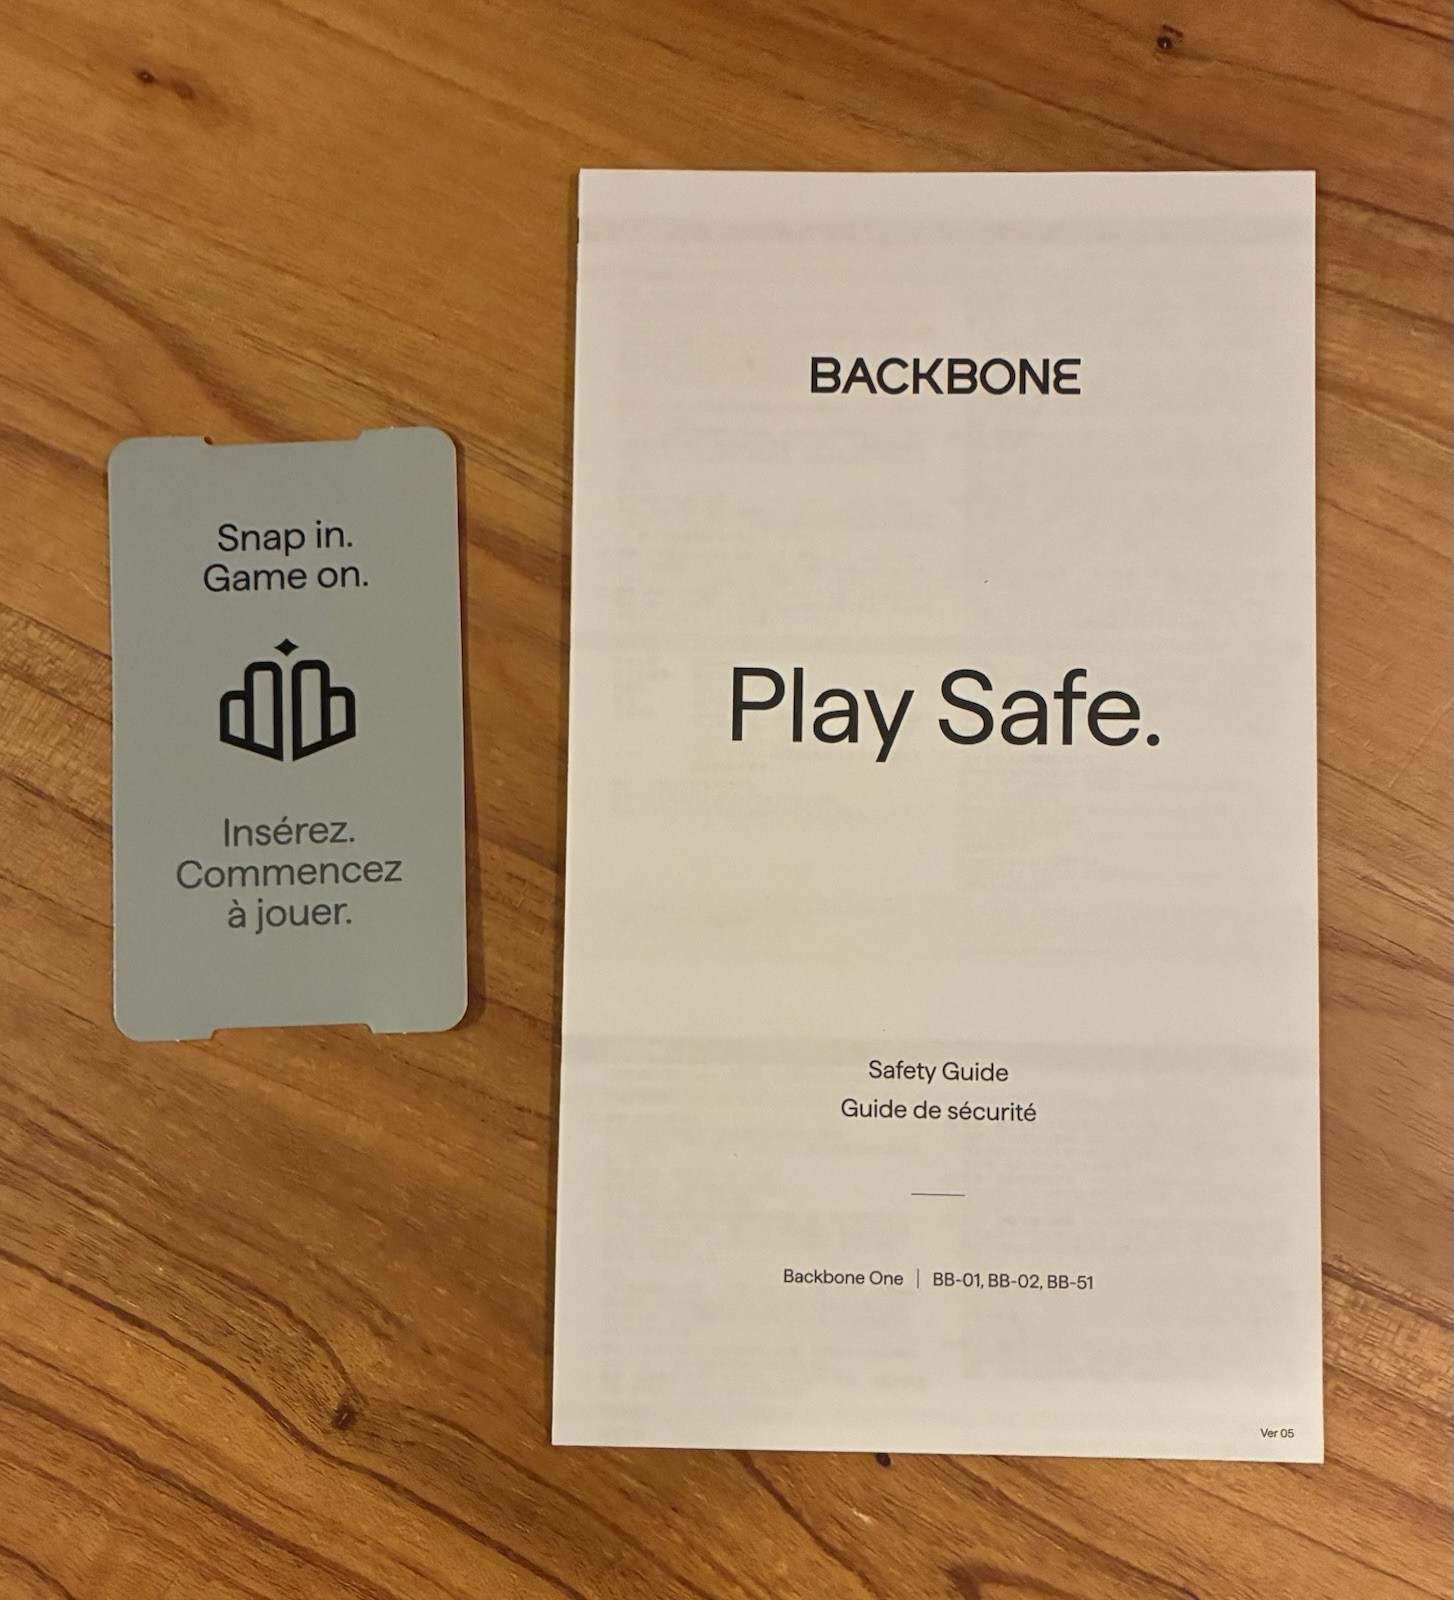 Snap in.
Game on.
Insérez.
Commencez
à jouer.
BACKBONE
Play Safe.
Safety Guide
Guide de sécurité
Backbone One | BB-01, BB-02, BB-51
Ver 05